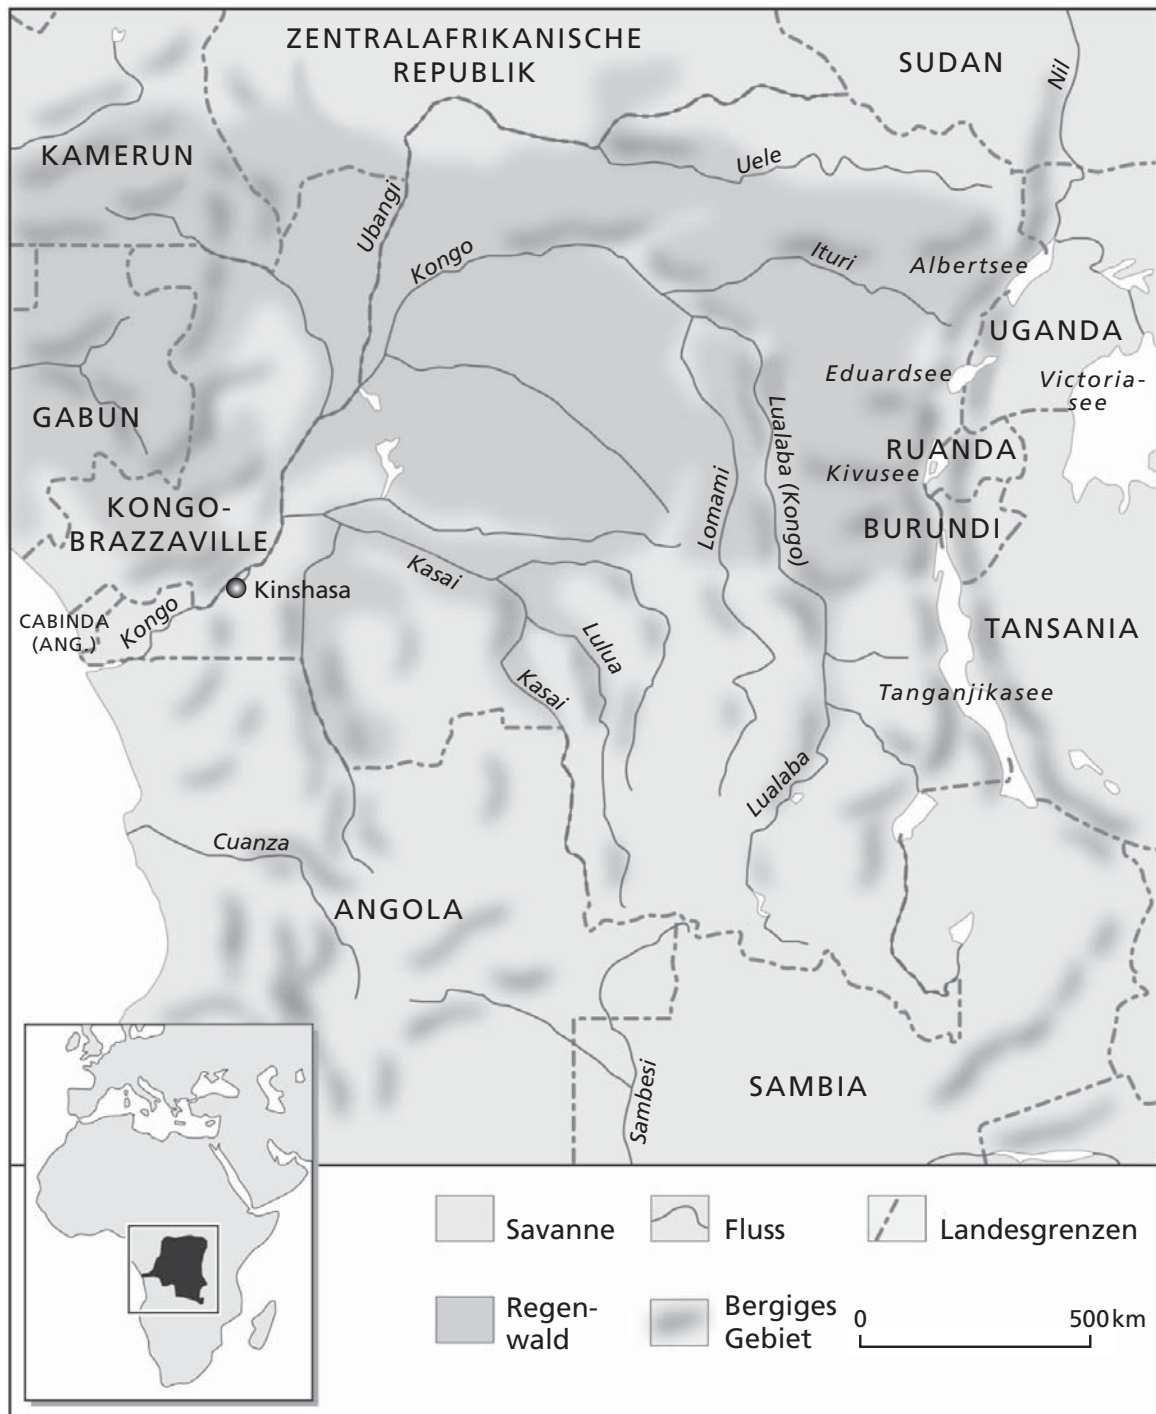 ZENTRALAFRIKANISCHE
REPUBLIK
SUDAN
Nil
KAMERUN
Uele
Ubangi
Kongo
Ituri
Albertsee
UGANDA
Eduardsee
Victoria-
see
GABUN
Lualaba (Kongo)
RUANDA
Kivusee
Lomami
KONGO-
BRAZZAVILLE
BURUNDI
Kasai
Kinshasa
CABINDA
(ANG.)
Kongo
Lulua
TANSANIA
Kasai
Tanganjikasee
Lualaba
Cuanza
ANGOLA
Sambesi
SAMBIA
Savanne
Fluss
Landesgrenzen
Regen-
wald
Bergiges
Gebiet
0 500 km